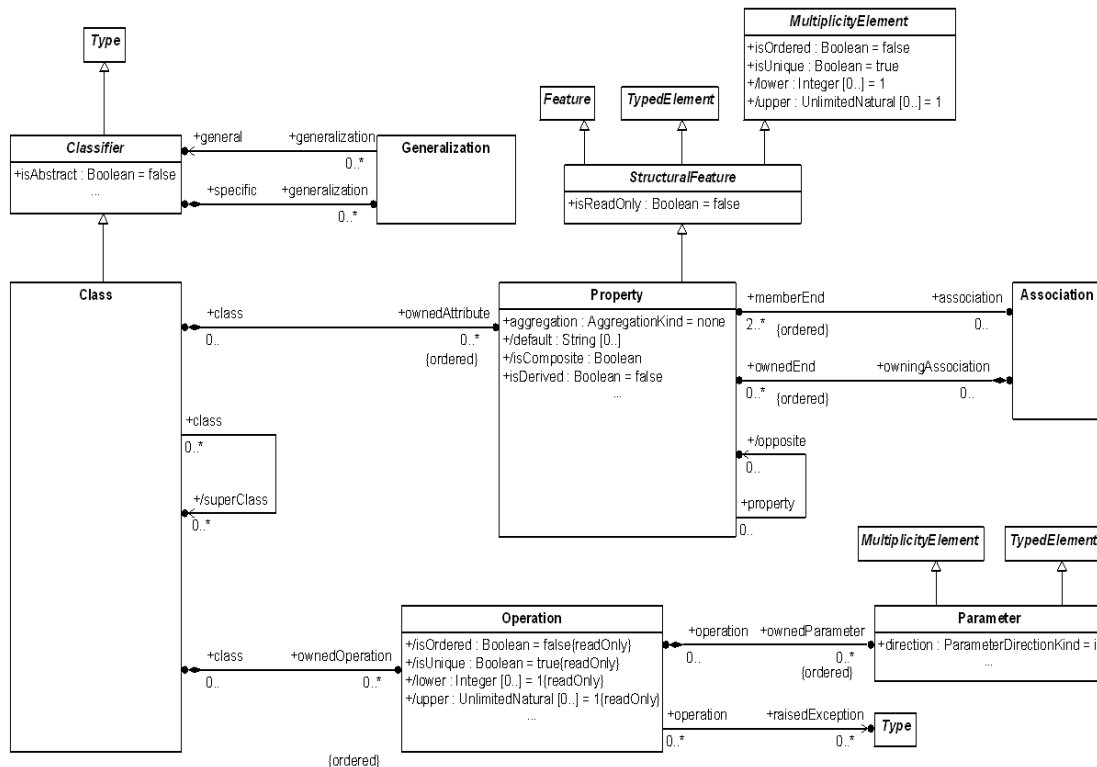 MultiplicityElement
+isOrdered : Boolean = false
+isUnique : Boolean = true
+/lower : Integer [0..] = 1
+/upper : UnlimitedNatural [0..] = 1
Type
Feature
TypedElement
Classifier
+isAbstract : Boolean = false
...
+general
+generalization
0..*
+specific
+generalization
0..*
Generalization
StructuralFeature
+isReadOnly : Boolean = false
Class
+class
0..
+ownedAttribute
0..*
{ordered}
Property
+aggregation : AggregationKind = none
+/default : String [0..]
+/isComposite : Boolean
+isDerived : Boolean = false
...
+memberEnd
2..*
{ordered}
+association
0..
Association
+ownedEnd
0..*
{ordered}
+owningAssociation
0..
+class
0..*
+/superClass
0..*
+/opposite
0..
+property
0..
MultiplicityElement
TypedElement
Operation
+/isOrdered : Boolean = false{readOnly}
+/isUnique : Boolean = true{readOnly}
+/lower : Integer [0..] = 1{readOnly}
+/upper : UnlimitedNatural [0..] = 1{readOnly}
...
+class
0..
+ownedOperation
0..*
{ordered}
+operation
0..
+ownedParameter
0..*
{ordered}
Parameter
+direction : ParameterDirectionKind = i
...
+operation
0..*
+raisedException
0..*
Type